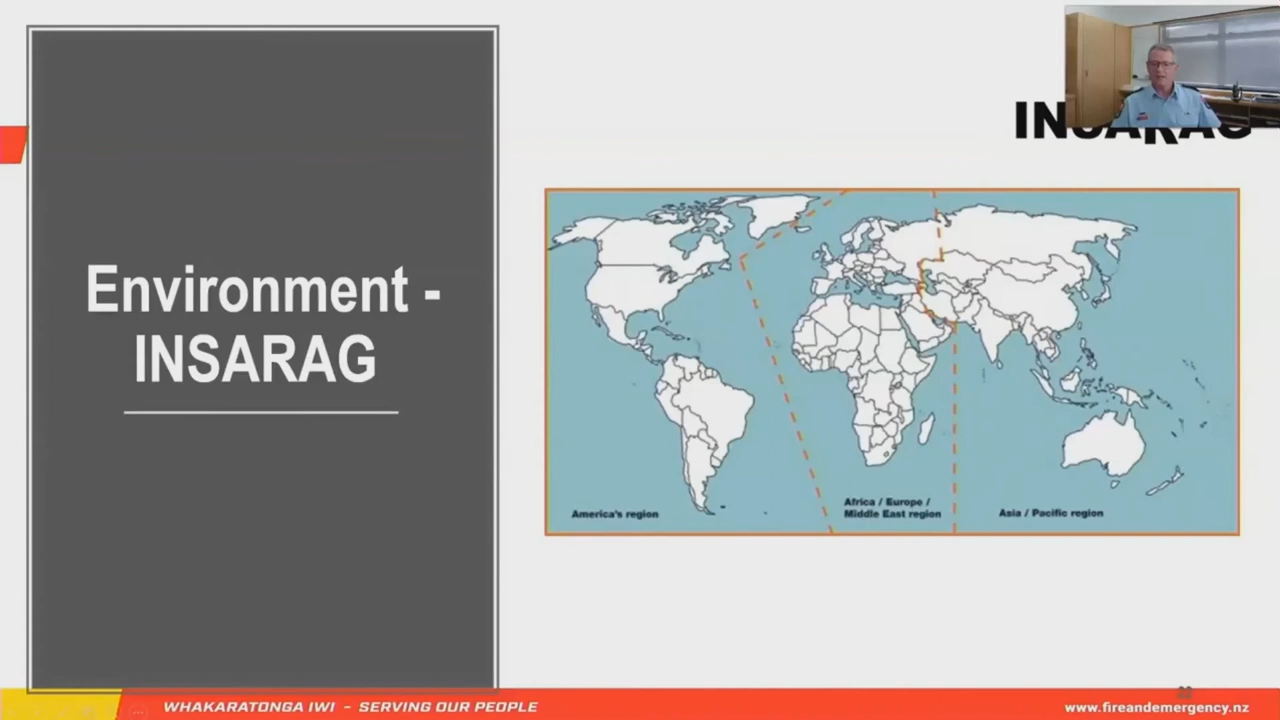 Environment -
INSARAG
INSARAG
America's region
Africa / Europe /
Middle East region
Asia / Pacific region
WHAKARATONGA IWI – SERVING OUR PEOPLE
www.fireandemergency.nz